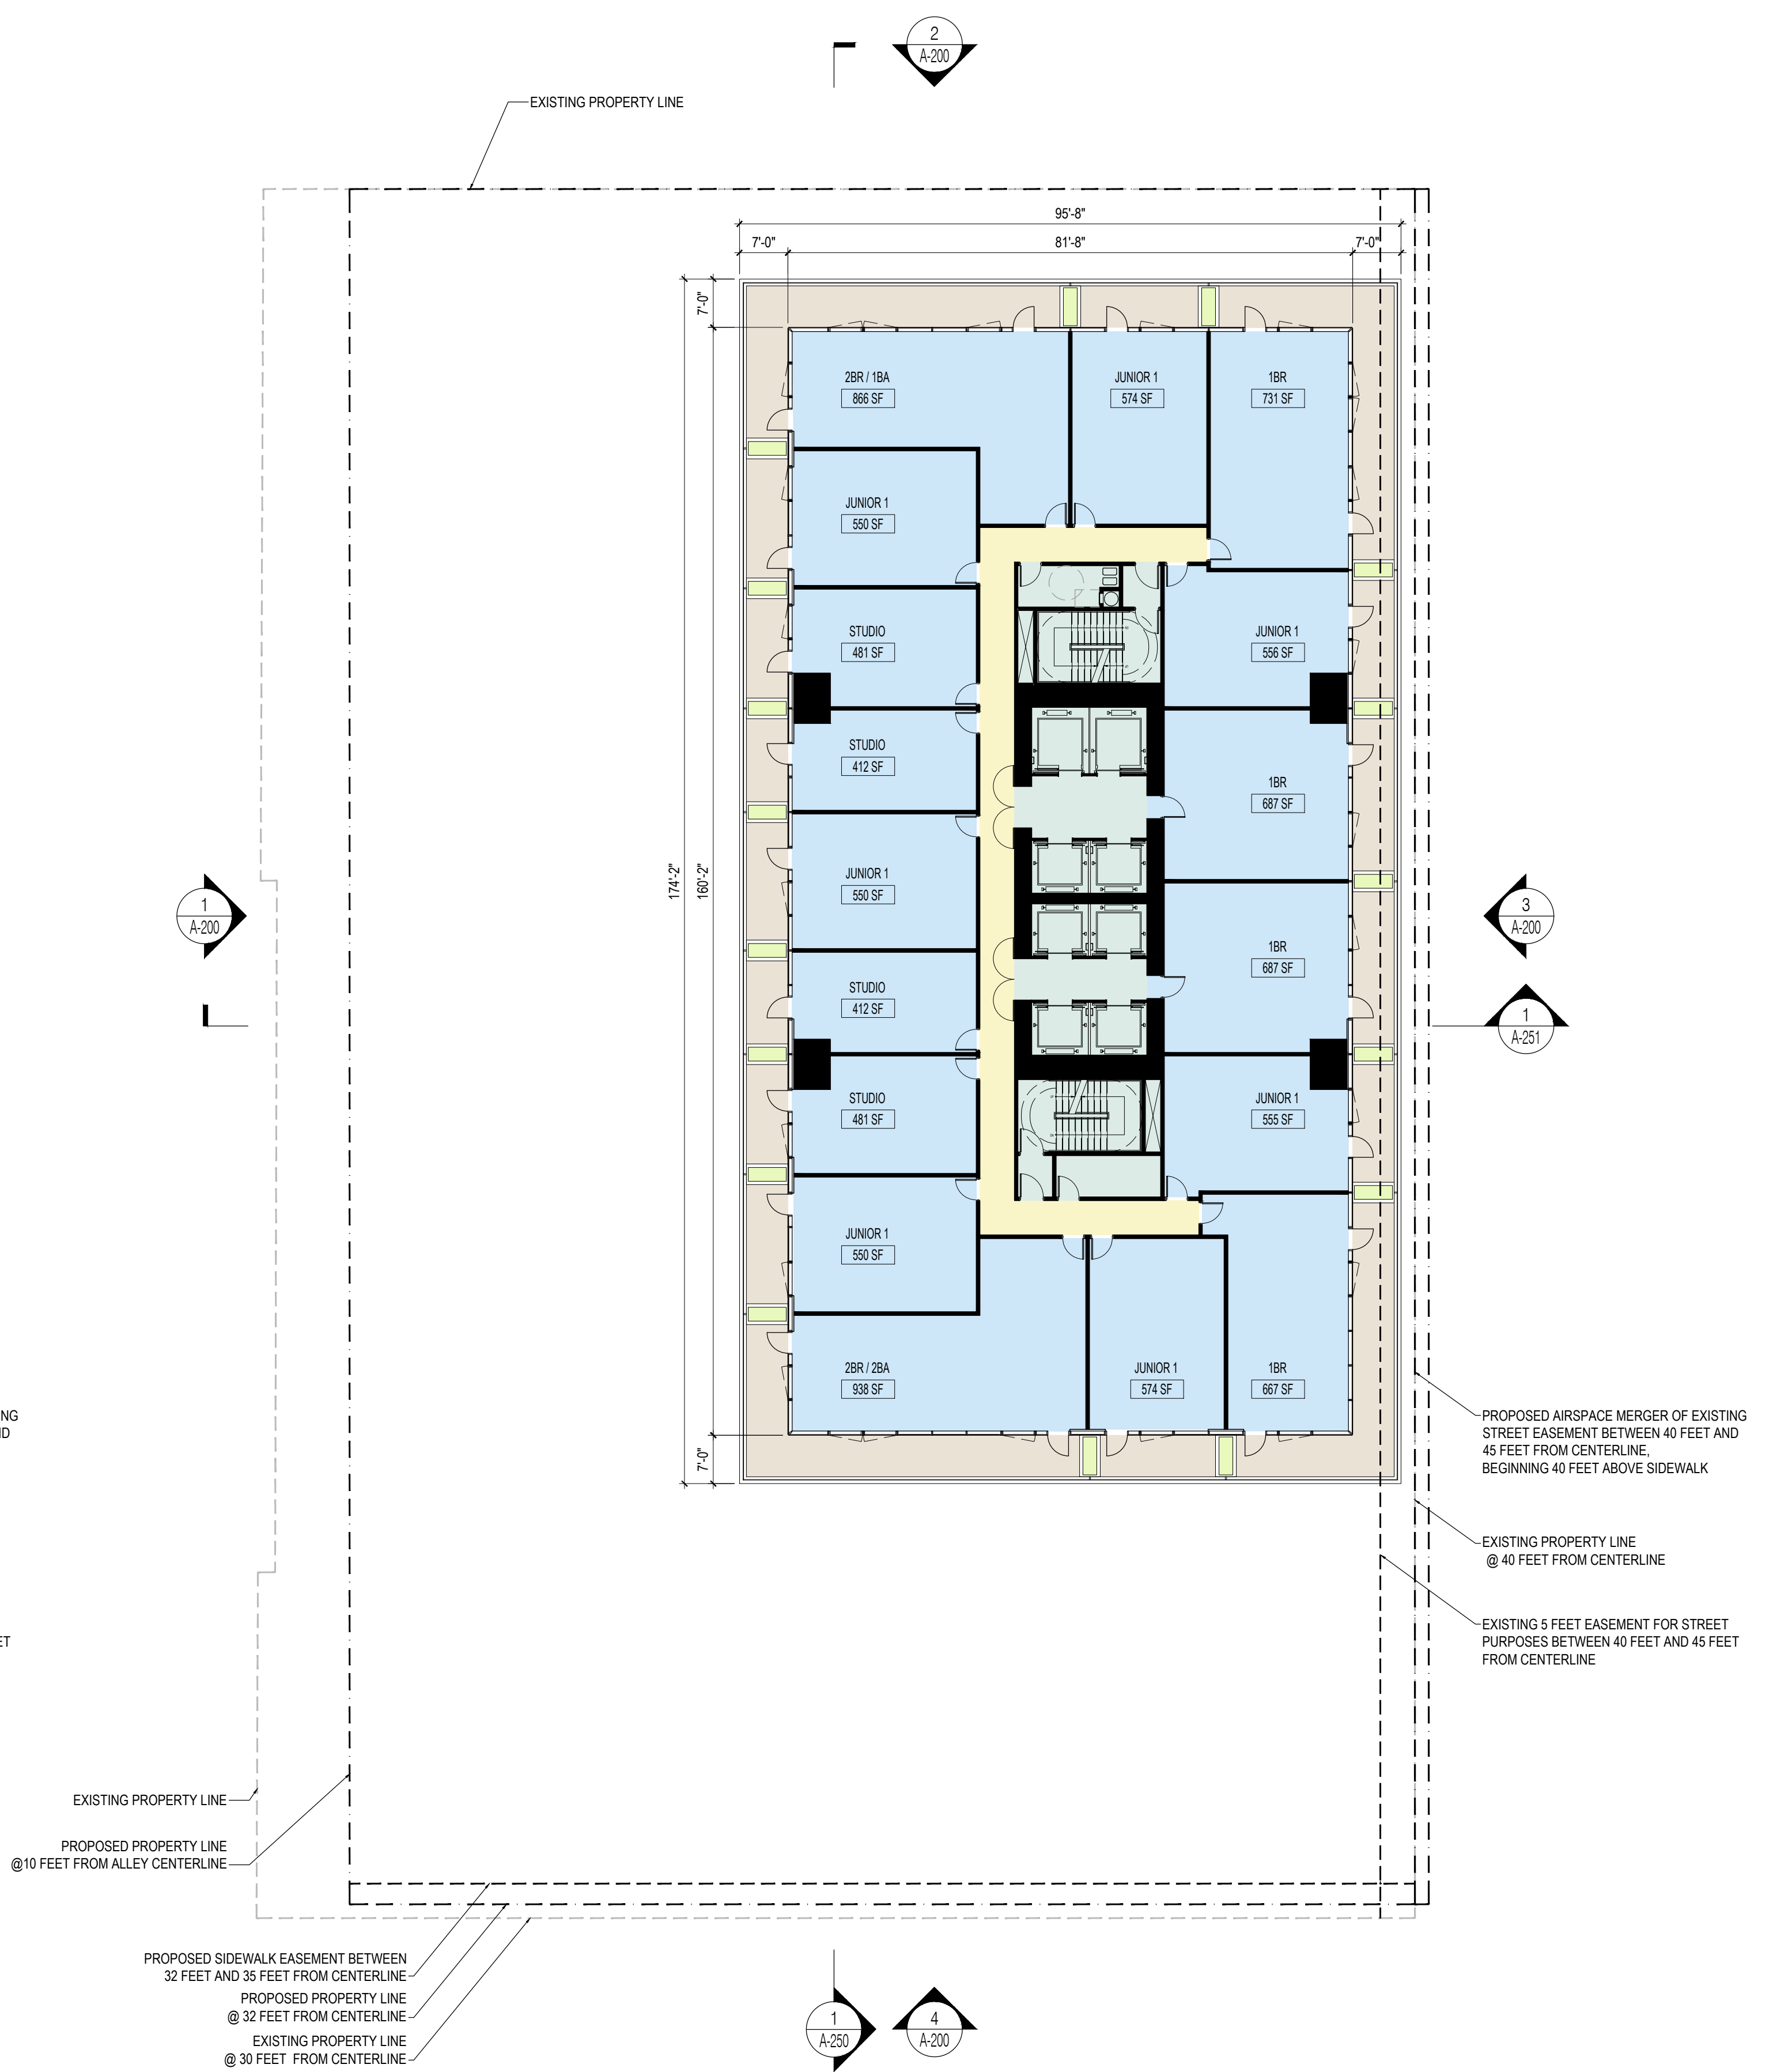 2
A-200
EXISTING PROPERTY LINE
95'-8"
7'-0"
81'-8"
7'-0"
7'-0"
174'-2"
160'-2"
7'-0"
2BR / 1BA
866 SF
JUNIOR 1
574 SF
1BR
731 SF
JUNIOR 1
550 SF
STUDIO
481 SF
JUNIOR 1
556 SF
STUDIO
412 SF
1BR
687 SF
JUNIOR 1
550 SF
1BR
687 SF
STUDIO
412 SF
STUDIO
481 SF
JUNIOR 1
555 SF
JUNIOR 1
550 SF
2BR / 2BA
938 SF
JUNIOR 1
574 SF
1BR
667 SF
1
A-200
3
A-200
1
A-251
NG
ET
PROPOSED AIRSPACE MERGER OF EXISTING
STREET EASEMENT BETWEEN 40 FEET AND
45 FEET FROM CENTERLINE,
BEGINNING 40 FEET ABOVE SIDEWALK
EXISTING PROPERTY LINE
@ 40 FEET FROM CENTERLINE
EXISTING 5 FEET EASEMENT FOR STREET
PURPOSES BETWEEN 40 FEET AND 45 FEET
FROM CENTERLINE
EXISTING PROPERTY LINE
PROPOSED PROPERTY LINE
@10 FEET FROM ALLEY CENTERLINE
PROPOSED SIDEWALK EASEMENT BETWEEN
32 FEET AND 35 FEET FROM CENTERLINE
PROPOSED PROPERTY LINE
@ 32 FEET FROM CENTERLINE
EXISTING PROPERTY LINE
@ 30 FEET FROM CENTERLINE
1
A-250
4
A-200